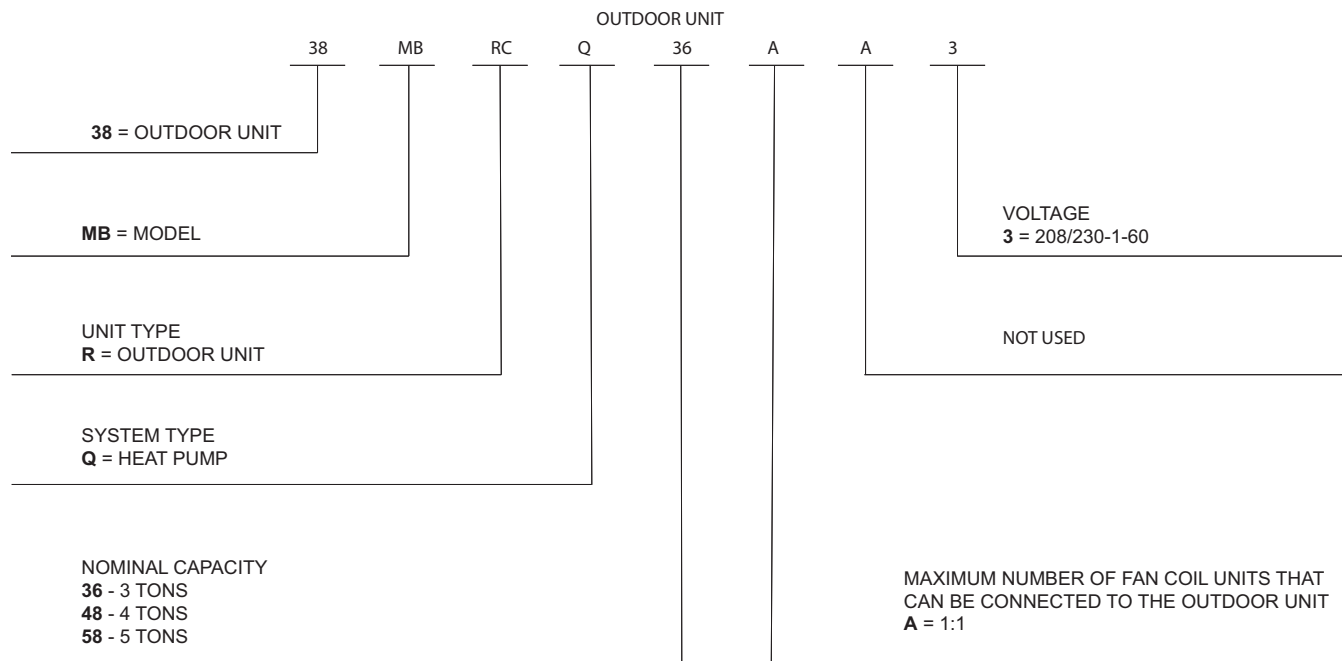 OUTDOOR UNIT
38 MB RC Q 36 A A 3
38 = OUTDOOR UNIT
MB = MODEL
VOLTAGE
3 = 208/230-1-60
UNIT TYPE
R = OUTDOOR UNIT
NOT USED
SYSTEM TYPE
Q = HEAT PUMP
NOMINAL CAPACITY
36 - 3 TONS
48 - 4 TONS
58 - 5 TONS
MAXIMUM NUMBER OF FAN COIL UNITS THAT
CAN BE CONNECTED TO THE OUTDOOR UNIT
A = 1:1